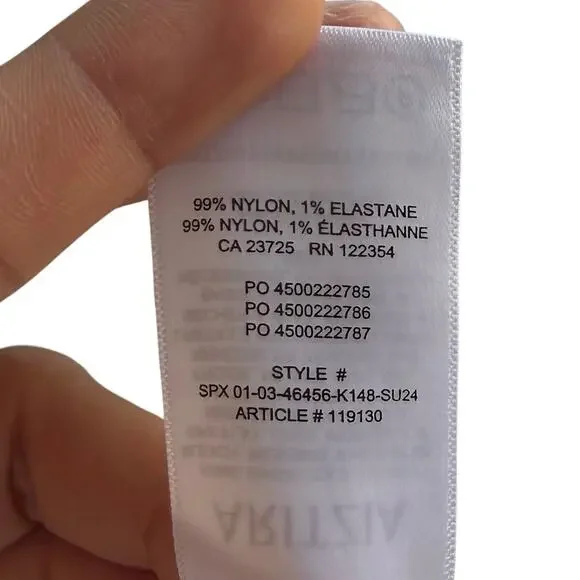 99% NYLON, 1% ELASTANE
99% NYLON, 1% ÉLASTHANNE
CA 23725 RN 122354
PO 4500222785
PO 4500222786
PO 4500222787
STYLE #
SPX 01-03-46456-K148-SU24
ARTICLE # 119130
ARITZIA